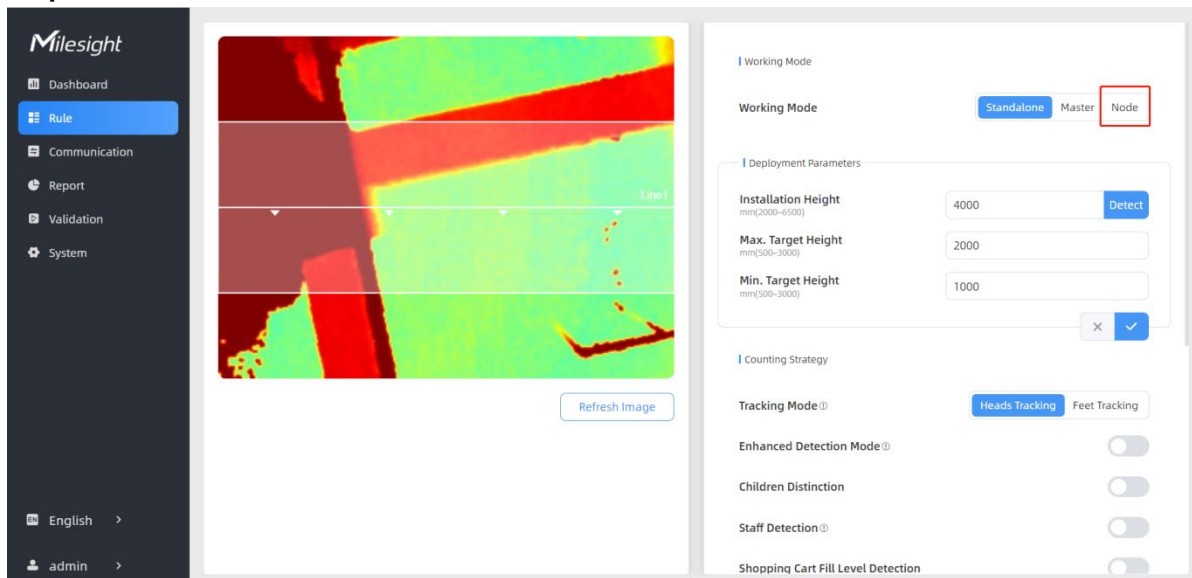 Milesight
Dashboard
Rule
Communication
Report
Validation
System
EN English >
admin >
Line1
Refresh Image
Working Mode
Working Mode Standalone Master Node
Deployment Parameters
Installation Height 4000 Detect
mm(2000~6500)
Max. Target Height 2000
mm(500~3000)
Min. Target Height 1000
mm(500~3000)
Counting Strategy
Tracking Mode Heads Tracking Feet Tracking
Enhanced Detection Mode
Children Distinction
Staff Detection
Shopping Cart Fill Level Detection